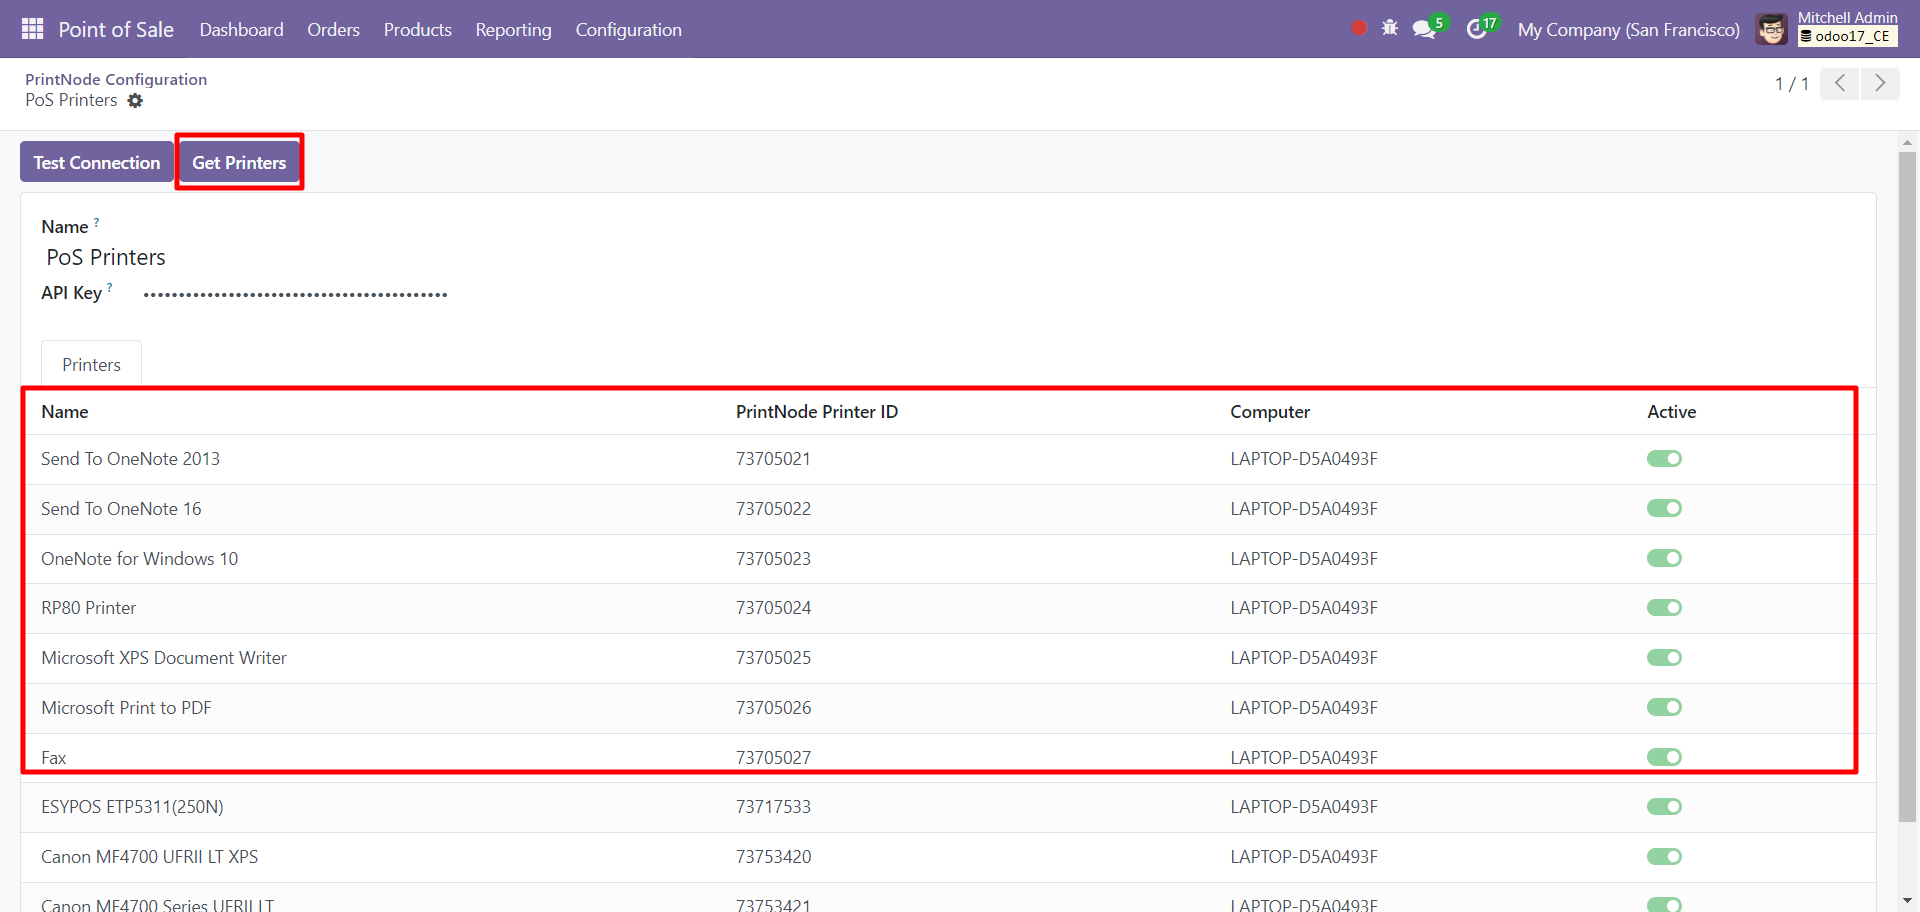 Point of Sale Dashboard Orders Products Reporting Configuration 5 17 My Company (San Francisco) Mitchell Admin
odoo17_CE
PrintNode Configuration
PoS Printers
1 / 1
Test Connection Get Printers
Name ?
PoS Printers
API Key ? •••••••••••••••••••••••••••••••••••••••••••
Printers
Name PrintNode Printer ID Computer Active
Send To OneNote 2013 73705021 LAPTOP-D5A0493F
Send To OneNote 16 73705022 LAPTOP-D5A0493F
OneNote for Windows 10 73705023 LAPTOP-D5A0493F
RP80 Printer 73705024 LAPTOP-D5A0493F
Microsoft XPS Document Writer 73705025 LAPTOP-D5A0493F
Microsoft Print to PDF 73705026 LAPTOP-D5A0493F
Fax 73705027 LAPTOP-D5A0493F
ESYPOS ETP5311(250N) 73717533 LAPTOP-D5A0493F
Canon MF4700 UFRII LT XPS 73753420 LAPTOP-D5A0493F
Canon MF4700 Series UFRII LT 73753421 LAPTOP-D5A0493F